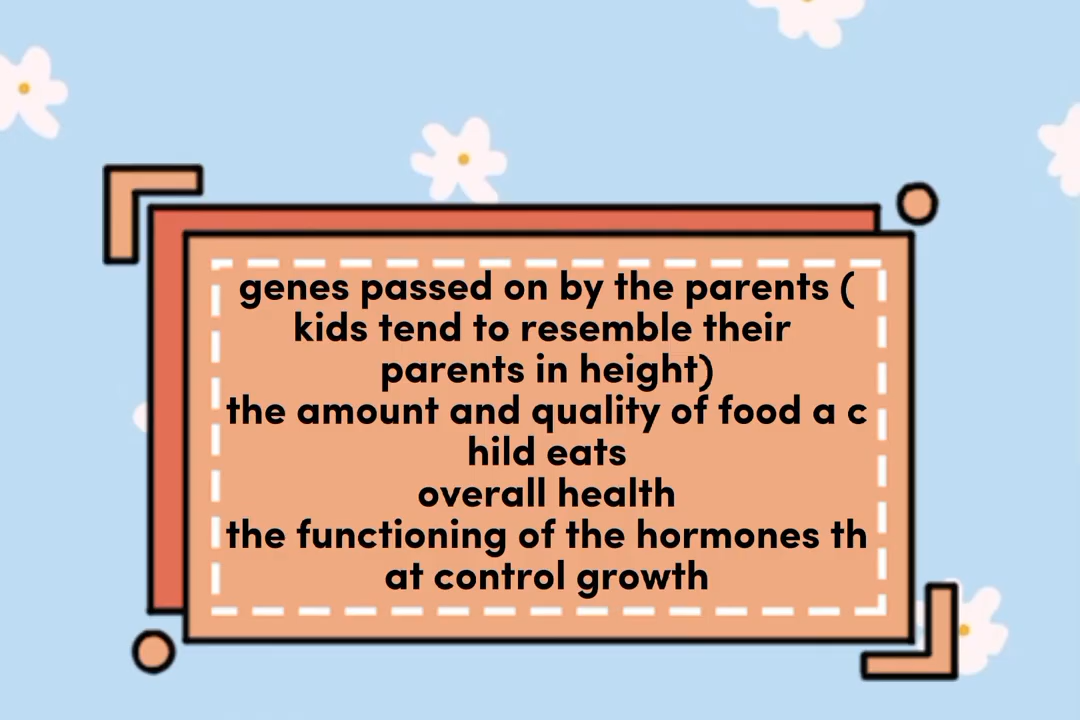 genes passed on by the parents (
kids tend to resemble their
parents in height)
the amount and quality of food a c
hild eats
overall health
the functioning of the hormones th
at control growth